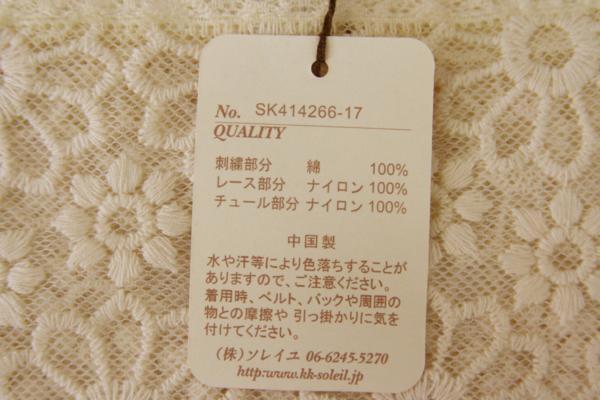 No. SK414266-17
QUALITY
刺繍部分 綿 100%
レース部分 ナイロン 100%
チュール部分 ナイロン 100%
中国製
水や汗等により色落ちすることが
ありますので、ご注意ください。
着用時、ベルト、バックや周囲の
物との摩擦や 引っ掛かりに気を
付けてください。
(株)ソレイユ 06-6245-5270
http:www.kk-soleil.jp